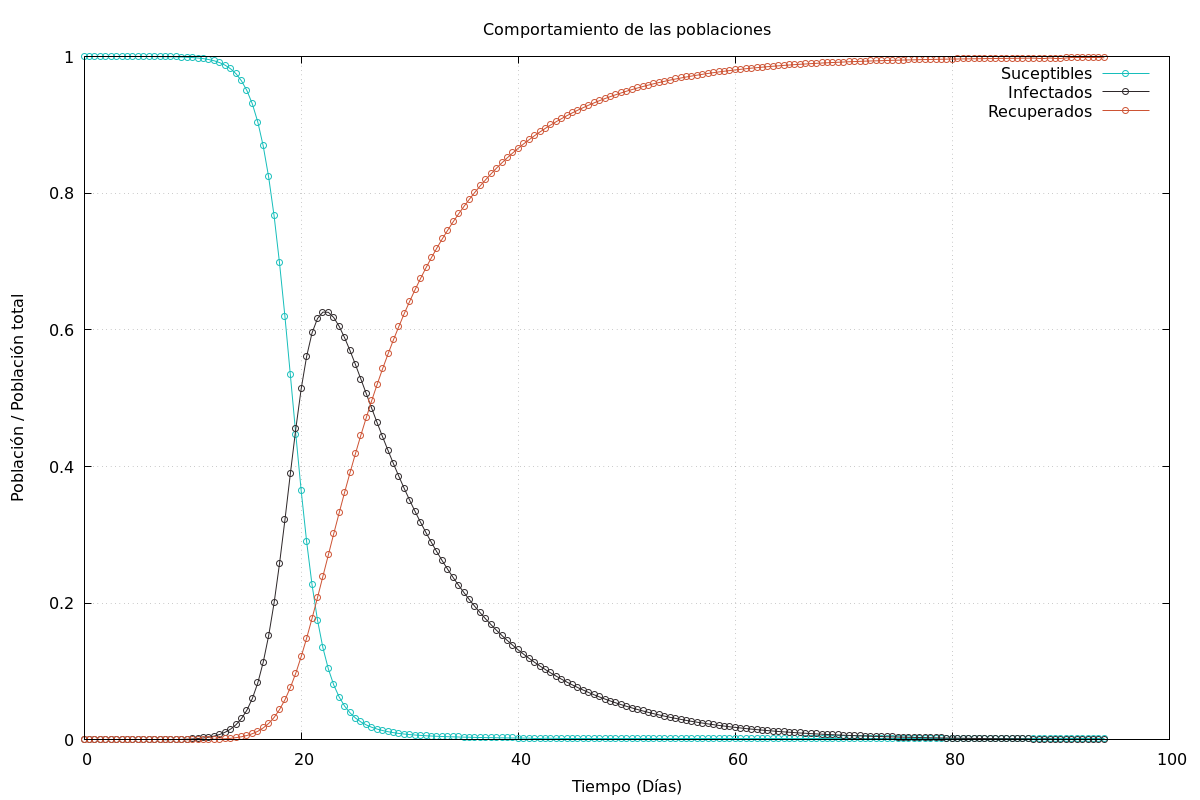 Comportamiento de las poblaciones
1
0.8
0.6
0.4
0.2
0
Población / Población total
Suceptibles
Infectados
Recuperados
0 20 40 60 80 100
Tiempo (Días)